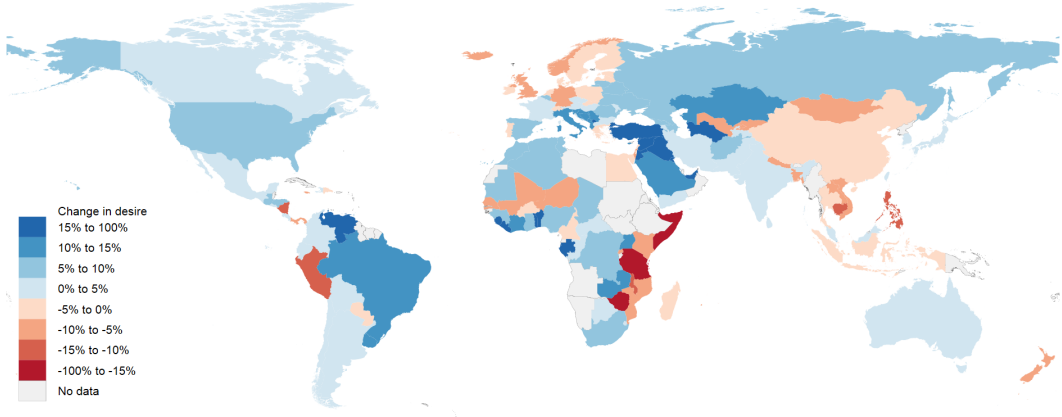 Change in desire
15% to 100%
10% to 15%
5% to 10%
0% to 5%
-5% to 0%
-10% to -5%
-15% to -10%
-100% to -15%
No data